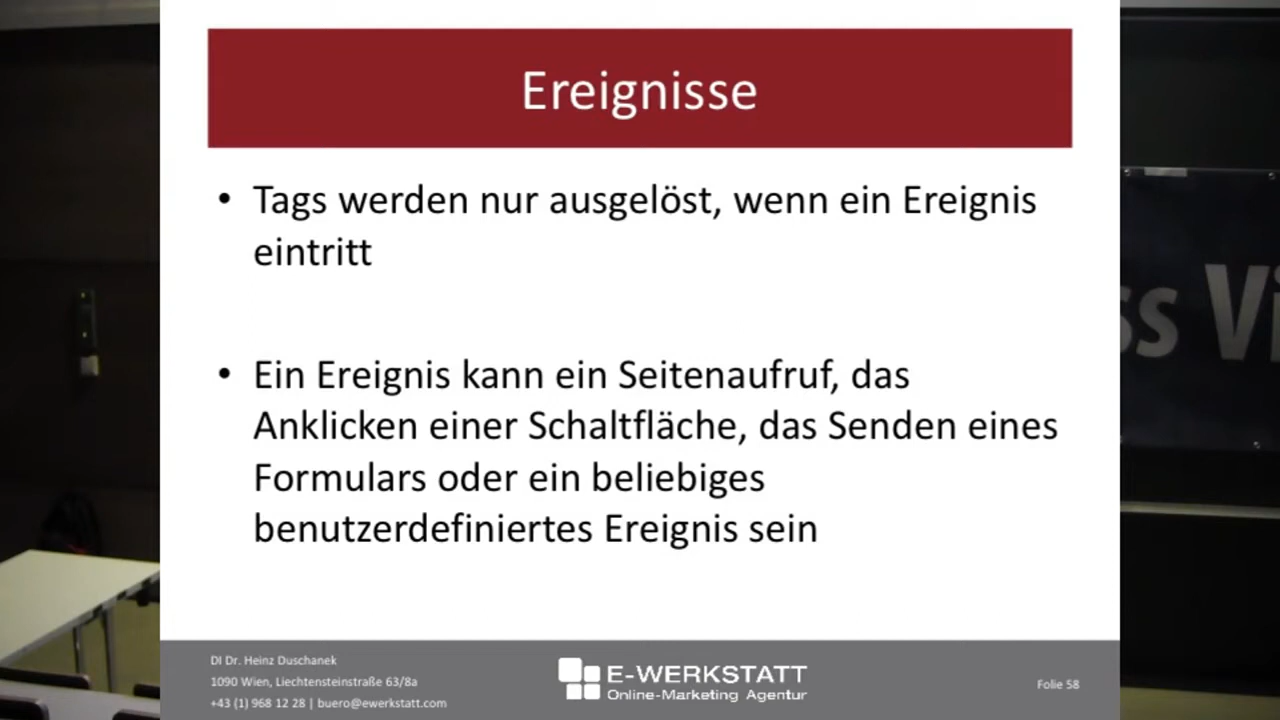 Ereignisse
• Tags werden nur ausgelöst, wenn ein Ereignis
eintritt
• Ein Ereignis kann ein Seitenaufruf, das
Anklicken einer Schaltfläche, das Senden eines
Formulars oder ein beliebiges
benutzerdefiniertes Ereignis sein
ss Vi
DI Dr. Heinz Duschanek
1090 Wien, Liechtensteinstraße 63/8a
+43 (1) 968 12 28 | buero@ewerkstatt.com
E-WERKSTATT
Online-Marketing Agentur
Folie 58